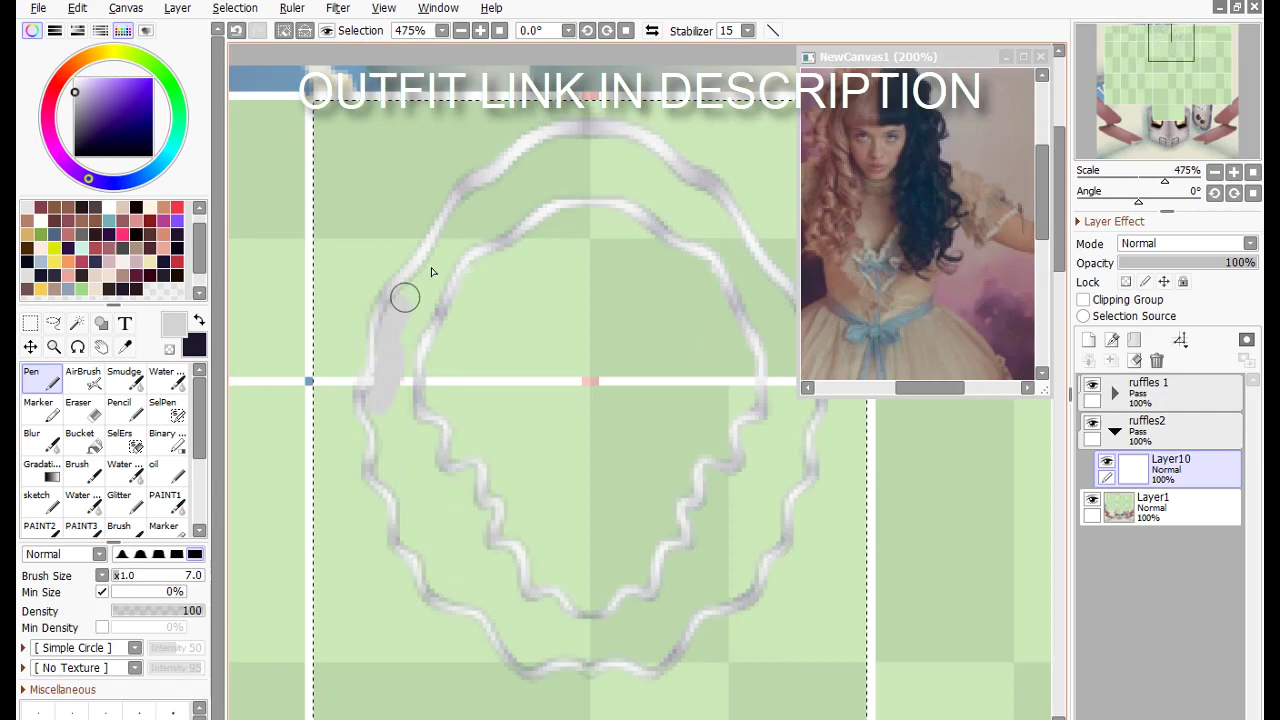 File Edit Canvas Layer Selection Ruler Filter View Window Help
Selection 475% 0.0° Stabilizer 15
NewCanvas1 (200%)
OUTFIT LINK IN DESCRIPTION
Scale 475%
Angle 0°
Layer Effect
Mode Normal
Opacity 100%
Lock
Clipping Group
Selection Source
ruffles 1
Pass
100%
ruffles2
Pass
100%
Layer10
Normal
100%
Layer1
Normal
100%
T
Pen AirBrush Smudge Water ...
Marker Eraser Pencil SelPen
Blur Bucket SelErs Binary ...
Gradati... Brush Water ... oil
sketch Water ... Glitter PAINT1
PAINT2 PAINT3 Brush Marker
Normal
Brush Size x1.0 7.0
Min Size 0%
Density 100
Min Density 0%
[ Simple Circle ] Intensity 50
[ No Texture ] Intensity 95
Miscellaneous